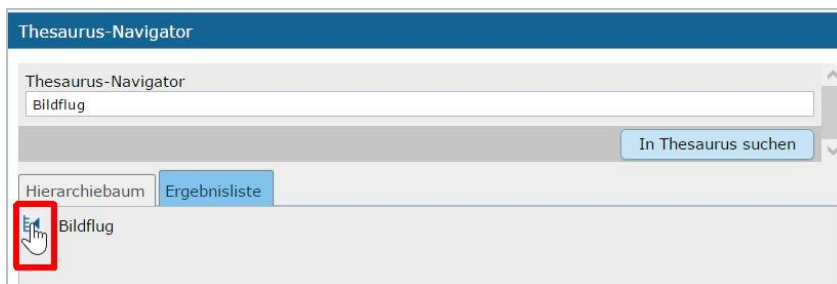 Thesaurus-Navigator
Thesaurus-Navigator
Bildflug
In Thesaurus suchen
Hierarchiebaum Ergebnisliste
Bildflug